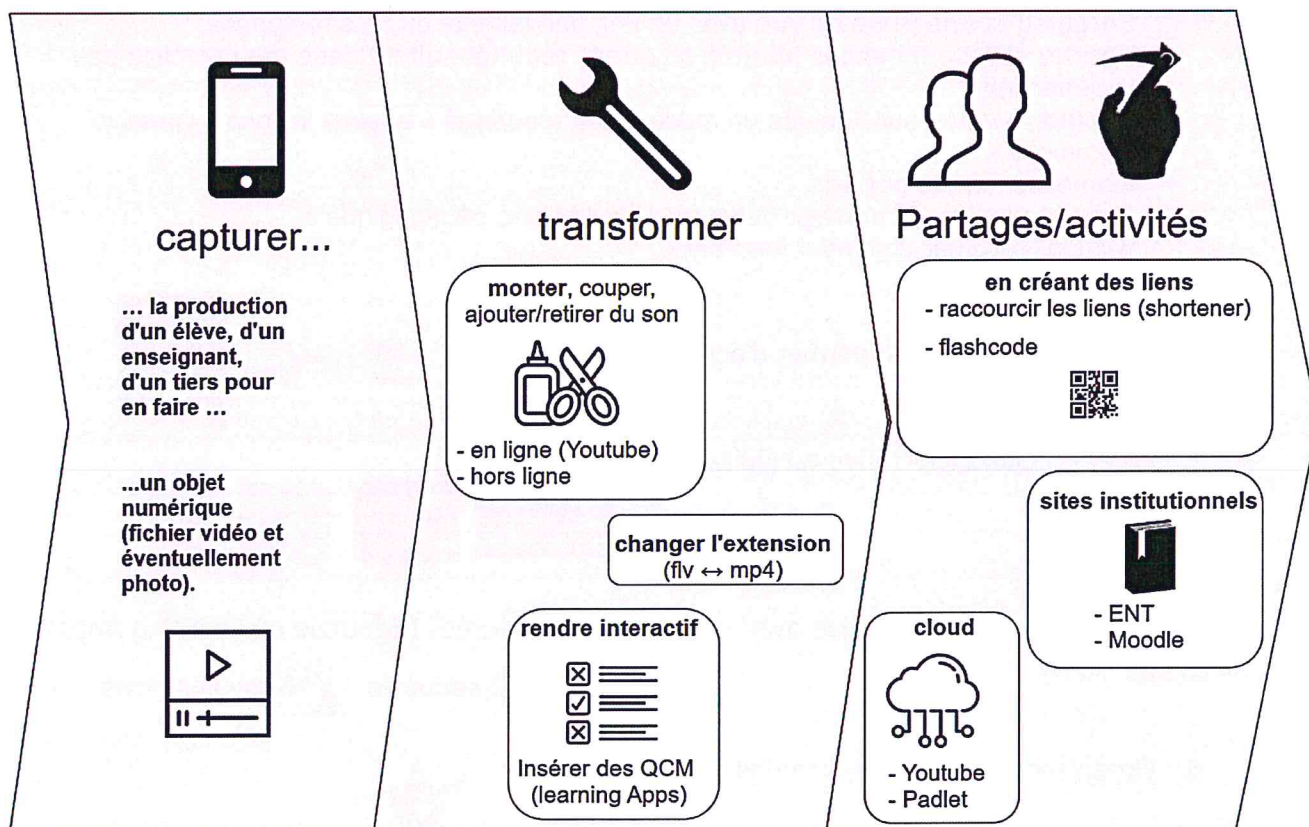 capturer...
... la production
d'un élève, d'un
enseignant,
d'un tiers pour
en faire ...
...un objet
numérique
(fichier vidéo et
éventuellement
photo).
transformer
monter, couper,
ajouter/retirer du son
- en ligne (Youtube)
- hors ligne
changer l'extension
(flv ↔ mp4)
rendre interactif
Insérer des QCM
(learning Apps)
Partages/activités
en créant des liens
- raccourcir les liens (shortener)
- flashcode
sites institutionnels
- ENT
- Moodle
cloud
- Youtube
- Padlet